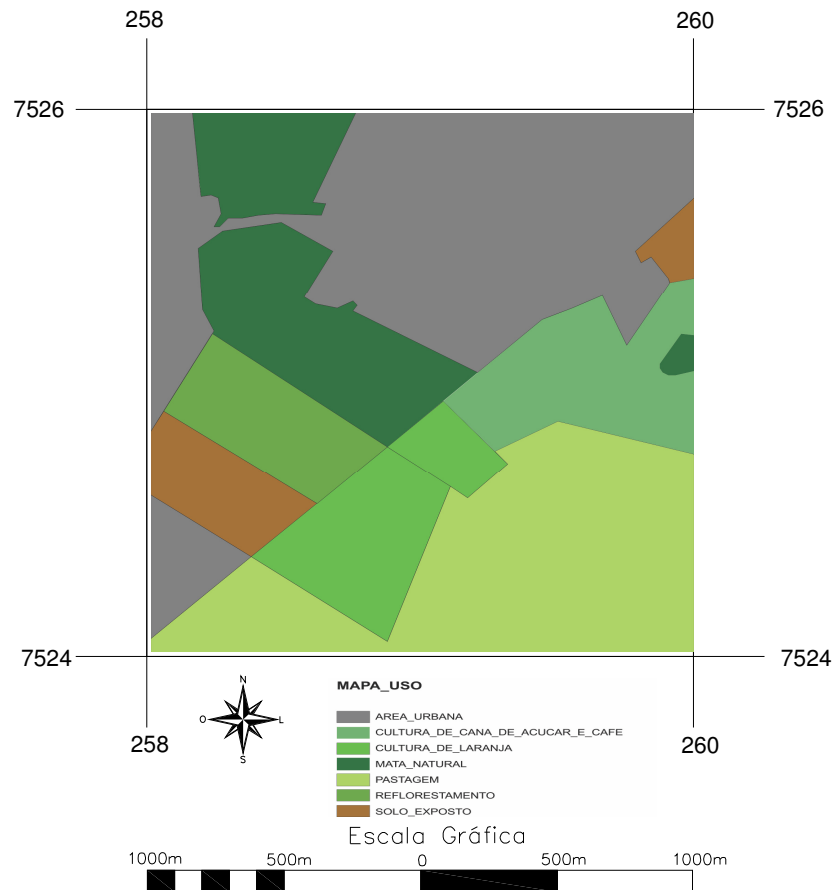 258 260
7526 7526
7524 7524
N
O L
S
258 260
MAPA_USO
AREA_URBANA
CULTURA_DE_CANA_DE_ACUCAR_E_CAFE
CULTURA_DE_LARANJA
MATA_NATURAL
PASTAGEM
REFLORESTAMENTO
SOLO_EXPOSTO
Escala Gráfica
1000m 500m 0 500m 1000m